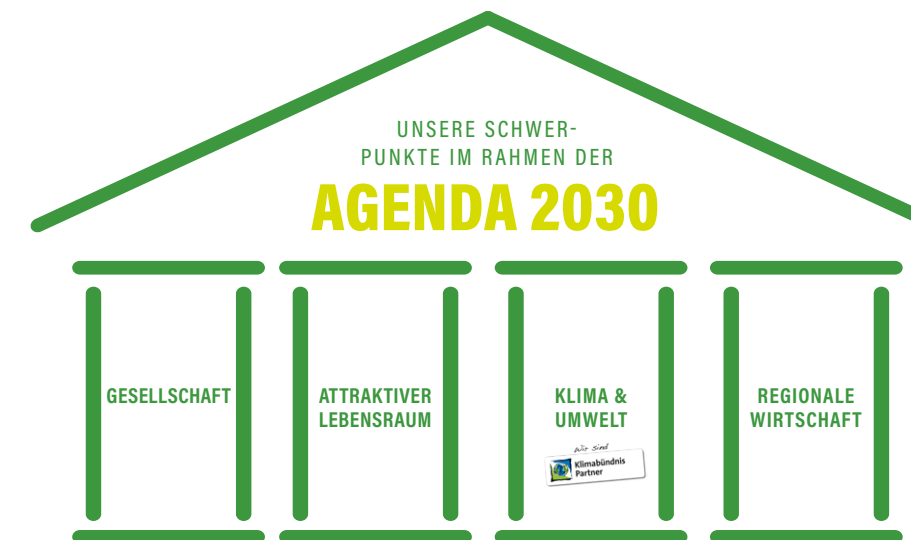 UNSERE SCHWER-
PUNKTE IM RAHMEN DER
AGENDA 2030
GESELLSCHAFT
ATTRAKTIVER
LEBENSRAUM
KLIMA &
UMWELT
wir sind
Klimabündnis
Partner
REGIONALE
WIRTSCHAFT